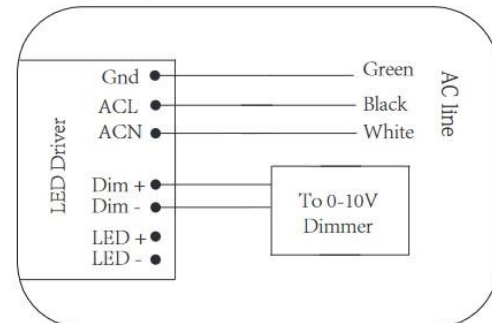 LED Driver
Gnd
ACL
ACN
Dim +
Dim -
LED +
LED -
Green
Black
White
AC line
To 0-10V
Dimmer